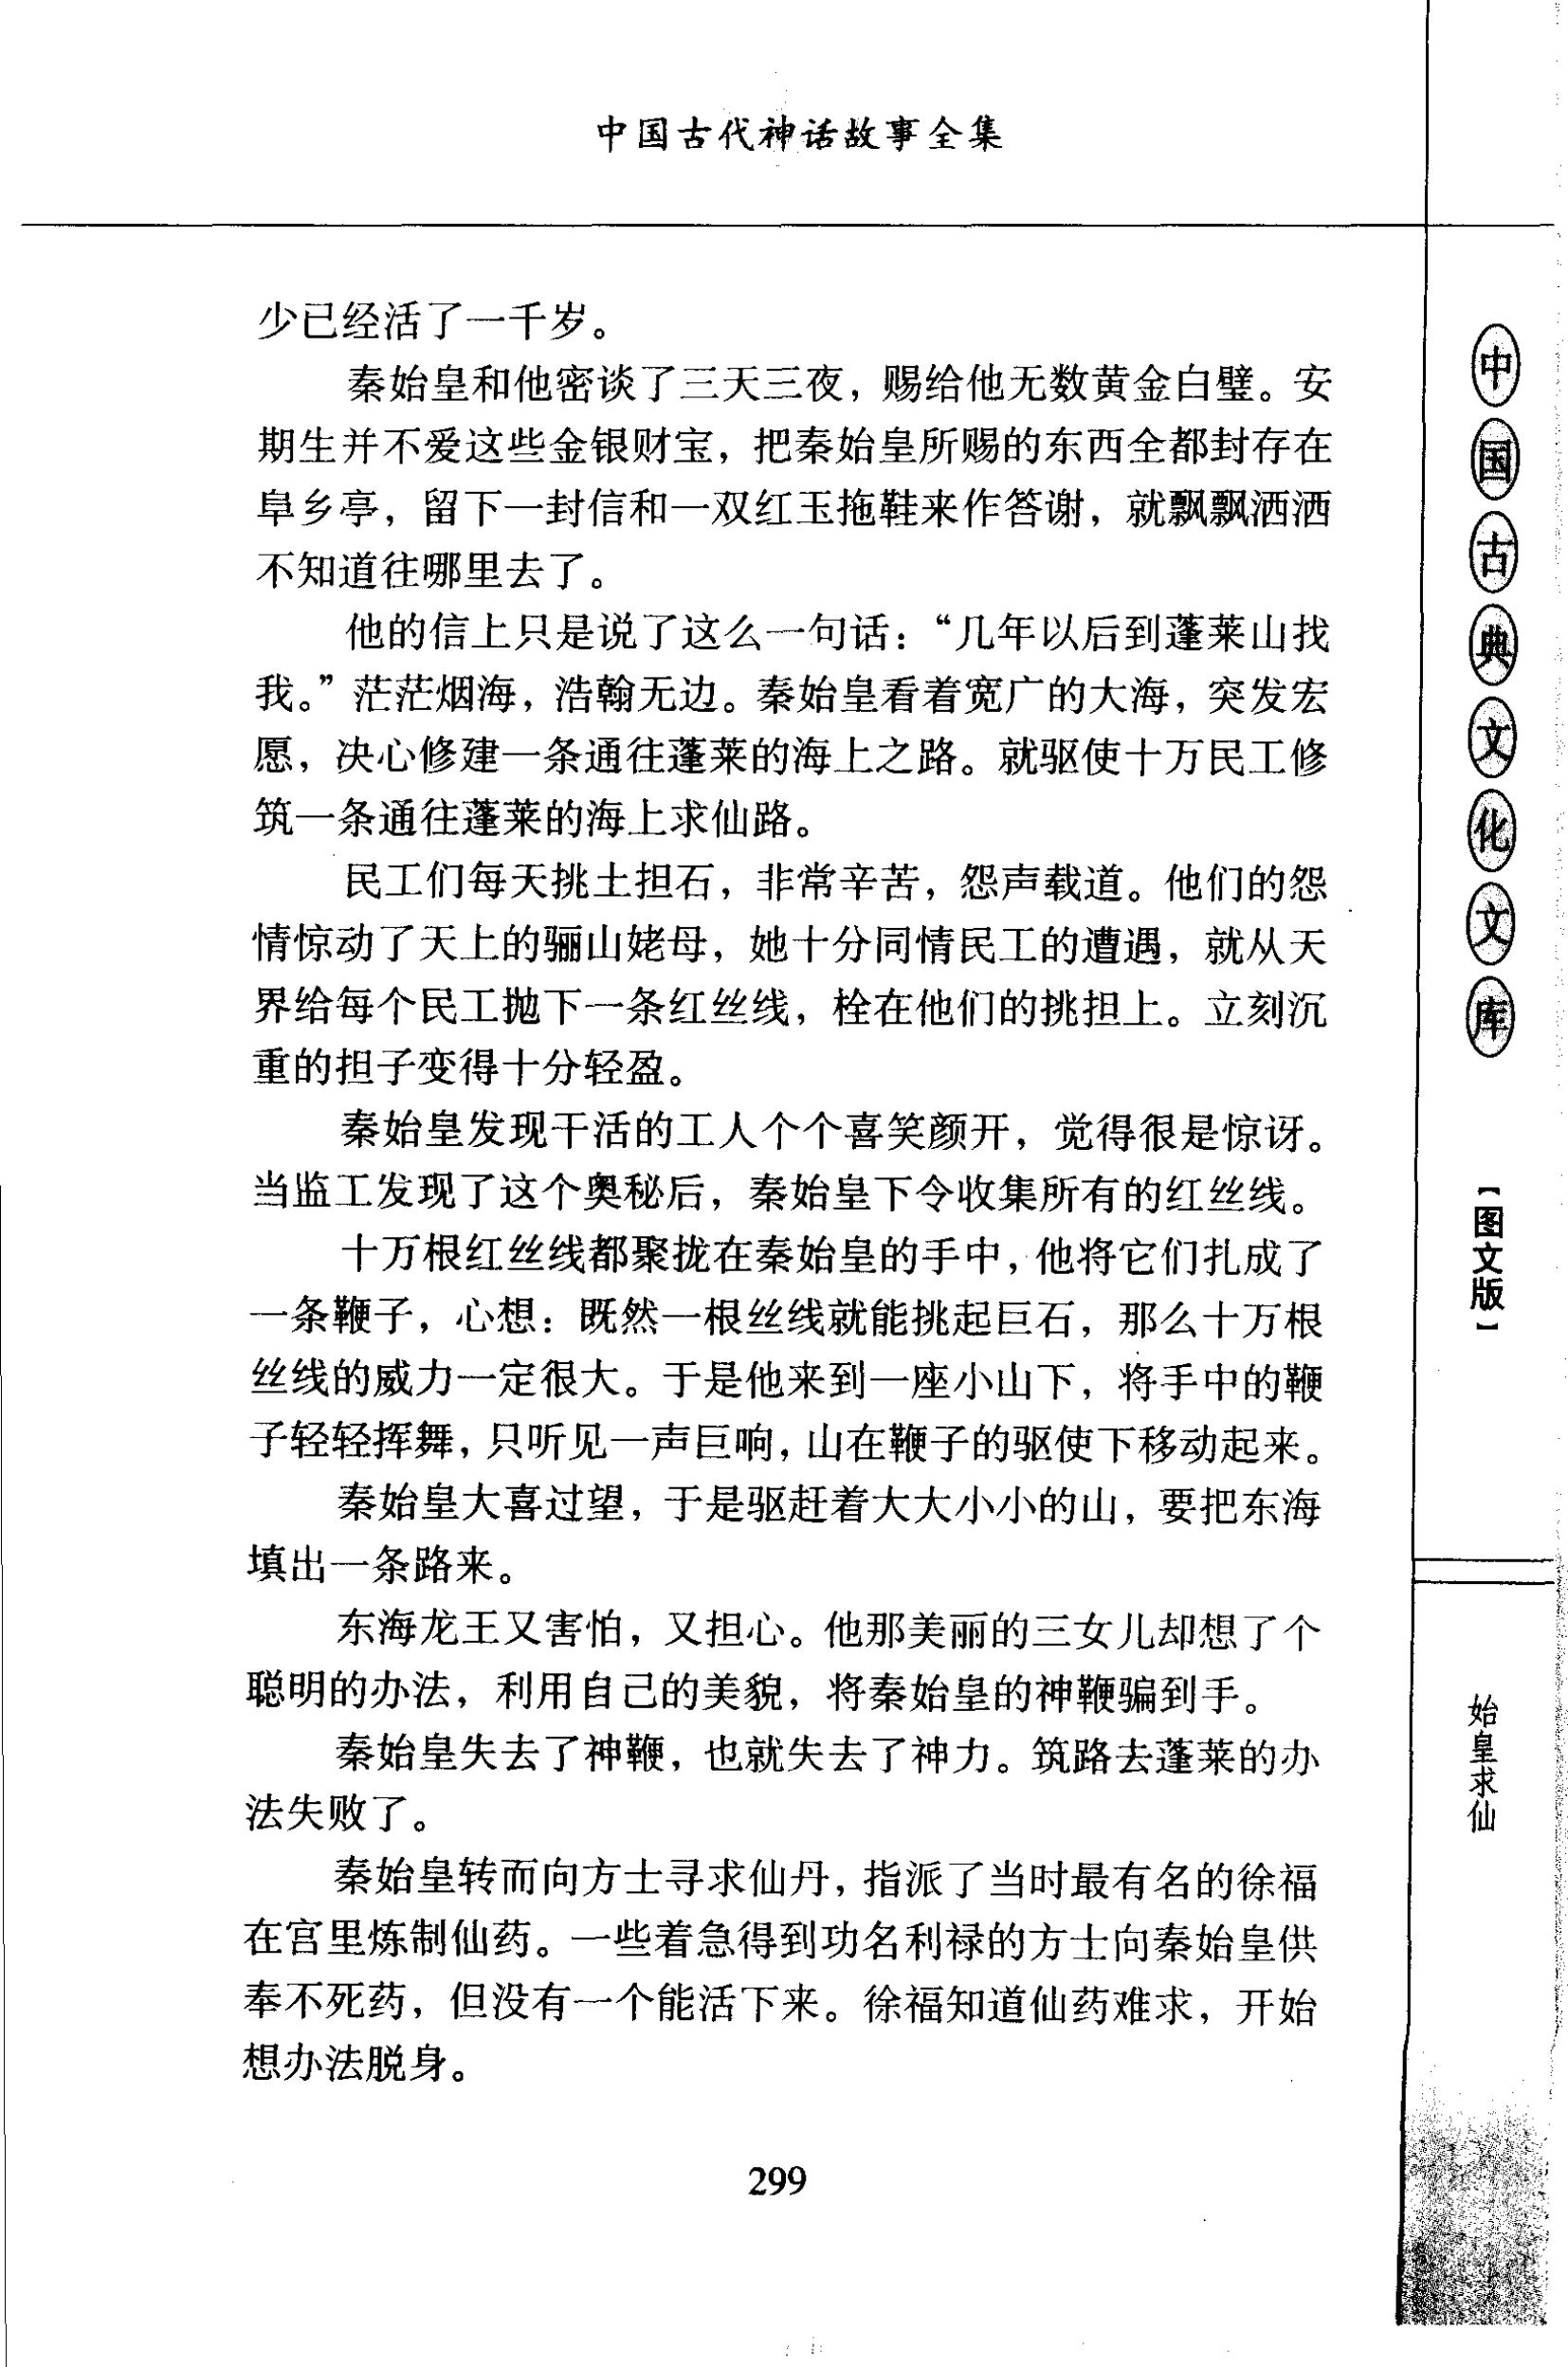 中国古代神话故事全集
少已经活了一千岁。
秦始皇和他密谈了三天三夜，赐给他无数黄金白璧。安
期生并不爱这些金银财宝，把秦始皇所赐的东西全都封存在
阜乡亭，留下一封信和一双红玉拖鞋来作答谢，就飘飘洒洒
不知道往哪里去了。
他的信上只是说了这么一句话：“几年以后到蓬莱山找
我。”茫茫烟海，浩翰无边。秦始皇看着宽广的大海，突发宏
愿，决心修建一条通往蓬莱的海上之路。就驱使十万民工修
筑一条通往蓬莱的海上求仙路。
民工们每天挑土担石，非常辛苦，怨声载道。他们的怨
情惊动了天上的骊山姥母，她十分同情民工的遭遇，就从天
界给每个民工抛下一条红丝线，栓在他们的挑担上。立刻沉
重的担子变得十分轻盈。
秦始皇发现干活的工人个个喜笑颜开，觉得很是惊讶。
当监工发现了这个奥秘后，秦始皇下令收集所有的红丝线。
十万根红丝线都聚拢在秦始皇的手中，他将它们扎成了
一条鞭子，心想：既然一根丝线就能挑起巨石，那么十万根
丝线的威力一定很大。于是他来到一座小山下，将手中的鞭
子轻轻挥舞，只听见一声巨响，山在鞭子的驱使下移动起来。
秦始皇大喜过望，于是驱赶着大大小小的山，要把东海
填出一条路来。
东海龙王又害怕，又担心。他那美丽的三女儿却想了个
聪明的办法，利用自己的美貌，将秦始皇的神鞭骗到手。
秦始皇失去了神鞭，也就失去了神力。筑路去蓬莱的办
法失败了。
秦始皇转而向方士寻求仙丹，指派了当时最有名的徐福
在宫里炼制仙药。一些着急得到功名利禄的方士向秦始皇供
奉不死药，但没有一个能活下来。徐福知道仙药难求，开始
想办法脱身。
299
中国古典文化文库
【图文版】
始皇求仙